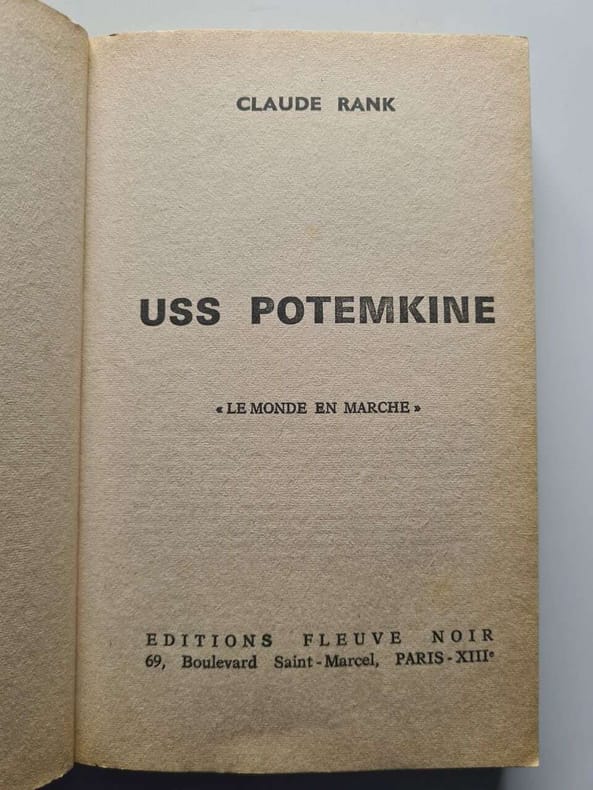 CLAUDE RANK
USS POTEMKINE
« LE MONDE EN MARCHE »
EDITIONS FLEUVE NOIR
69, Boulevard Saint-Marcel, PARIS-XIIIᵉ